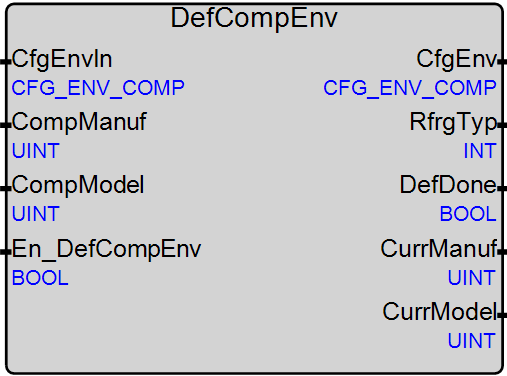 DefCompEnv
CfgEnvIn
CFG_ENV_COMP
CompManuf
UINT
CompModel
UINT
En_DefCompEnv
BOOL
CfgEnv
CFG_ENV_COMP
RfrgTyp
INT
DefDone
BOOL
CurrManuf
UINT
CurrModel
UINT